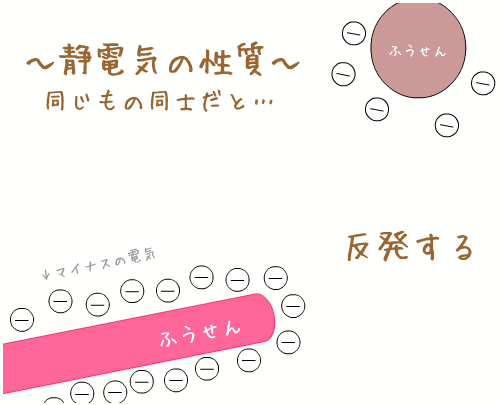 ～静電気の性質～
同じもの同士だと…
ふうせん
反発する
↓マイナスの電気
ふうせん